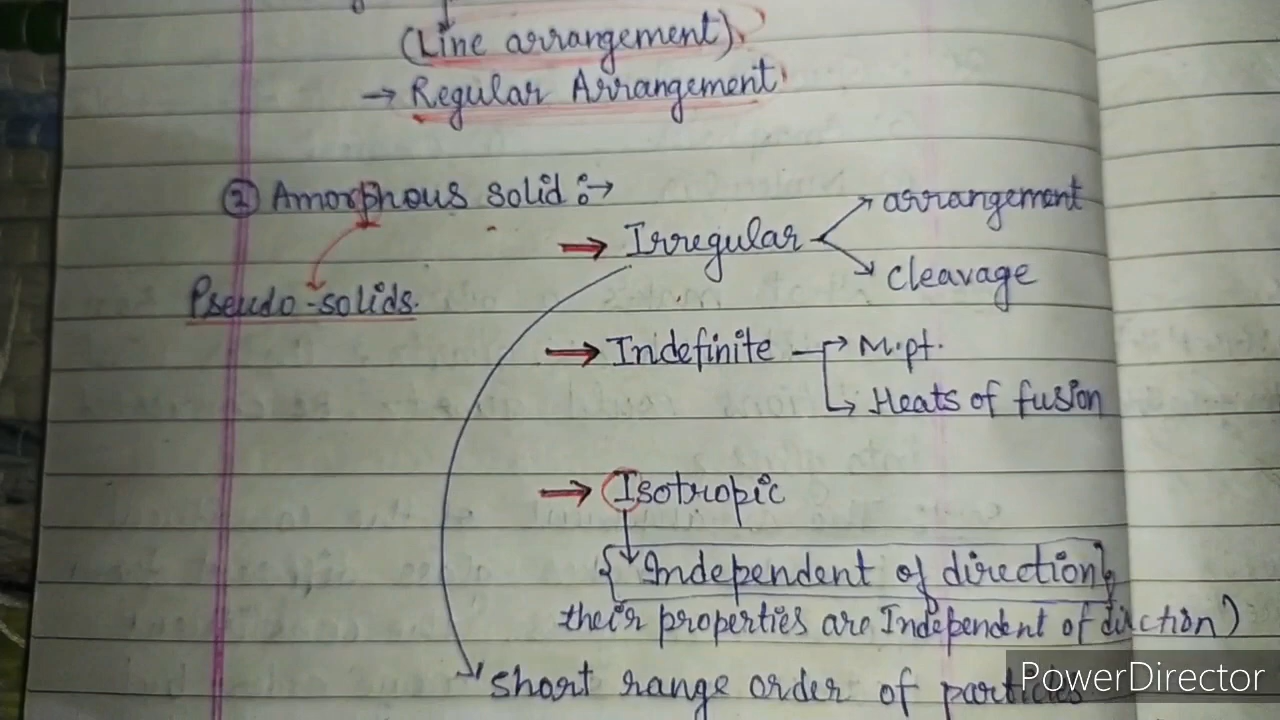 (Line arrangement).
→ Regular Arrangement
② Amorphous solid :→
→ Irregular → arrangement
→ cleavage
Pseudo-solids.
→ Indefinite → M.pt.
→ Heats of fusion
→ Isotropic
{ Independent of direction }
their properties are Independent of direction)
short range order of particles
PowerDirector